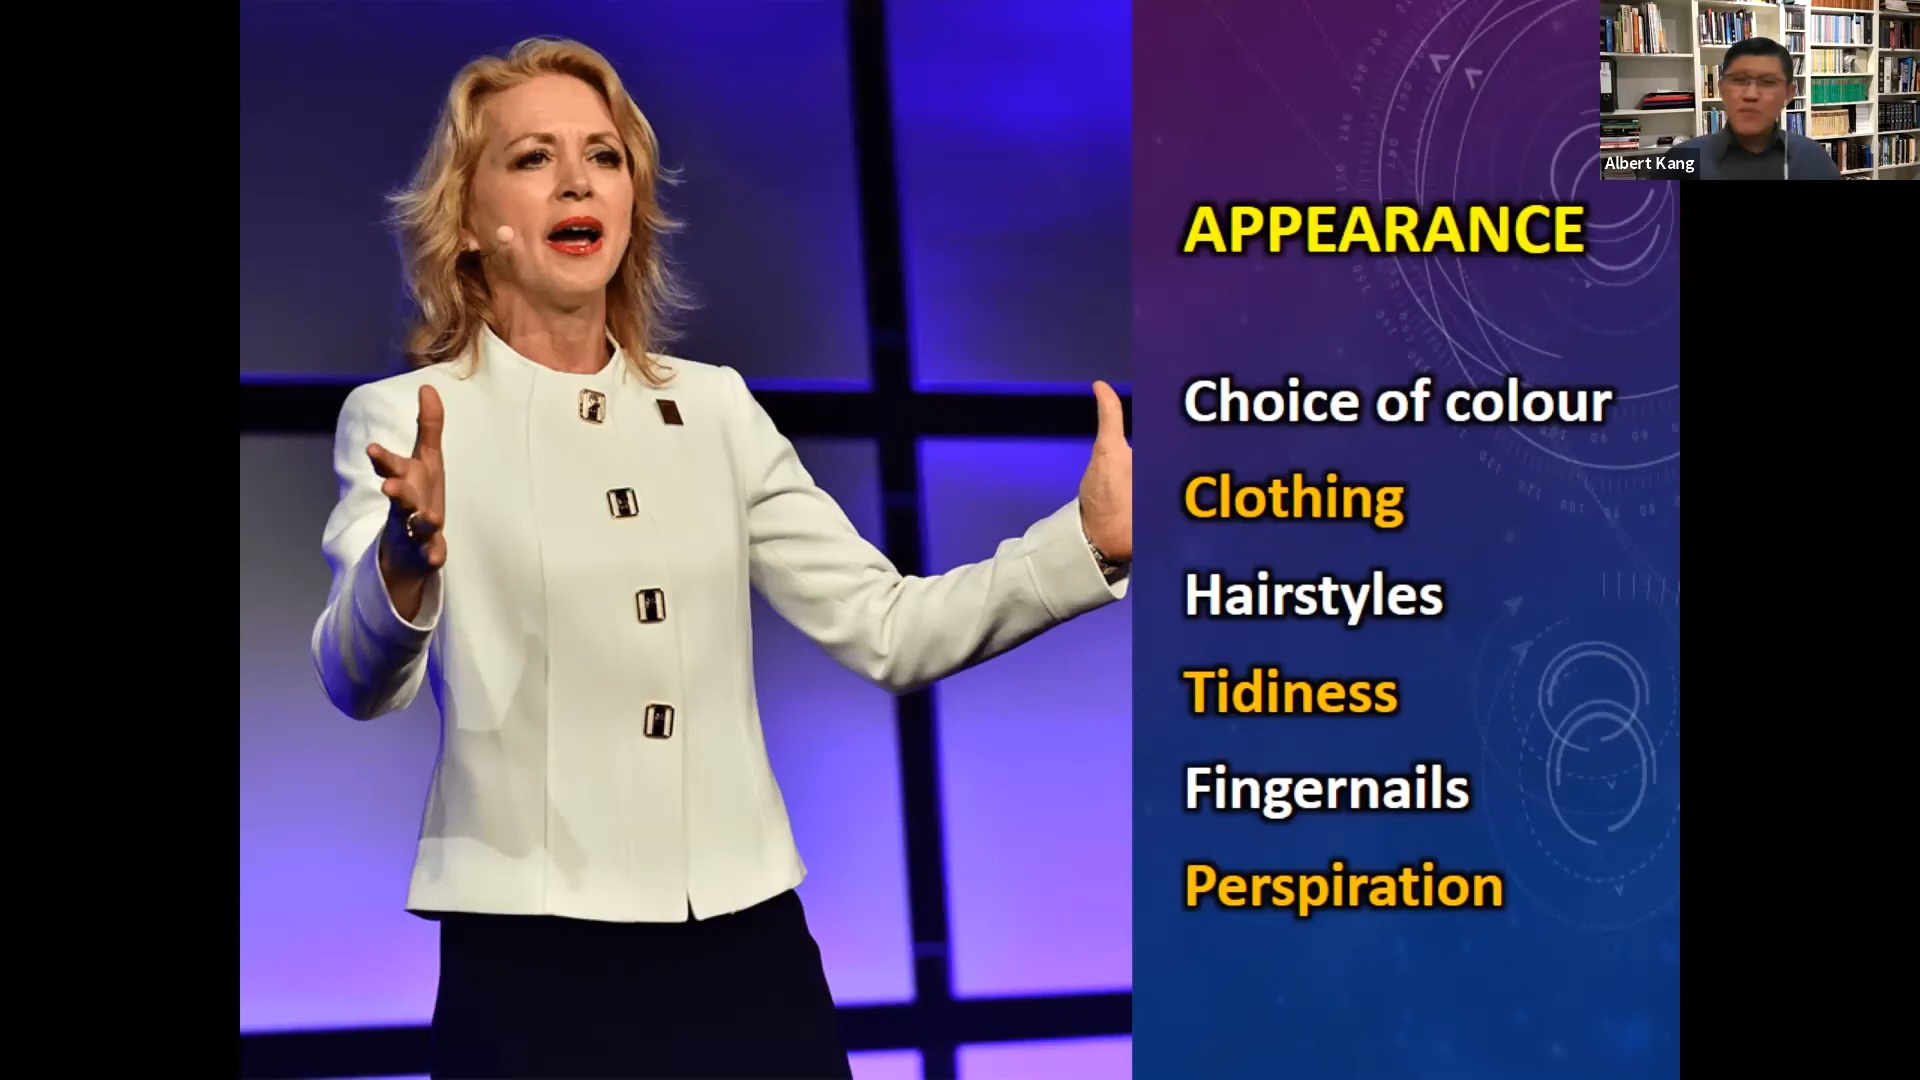 Albert Kang
APPEARANCE
Choice of colour
Clothing
Hairstyles
Tidiness
Fingernails
Perspiration